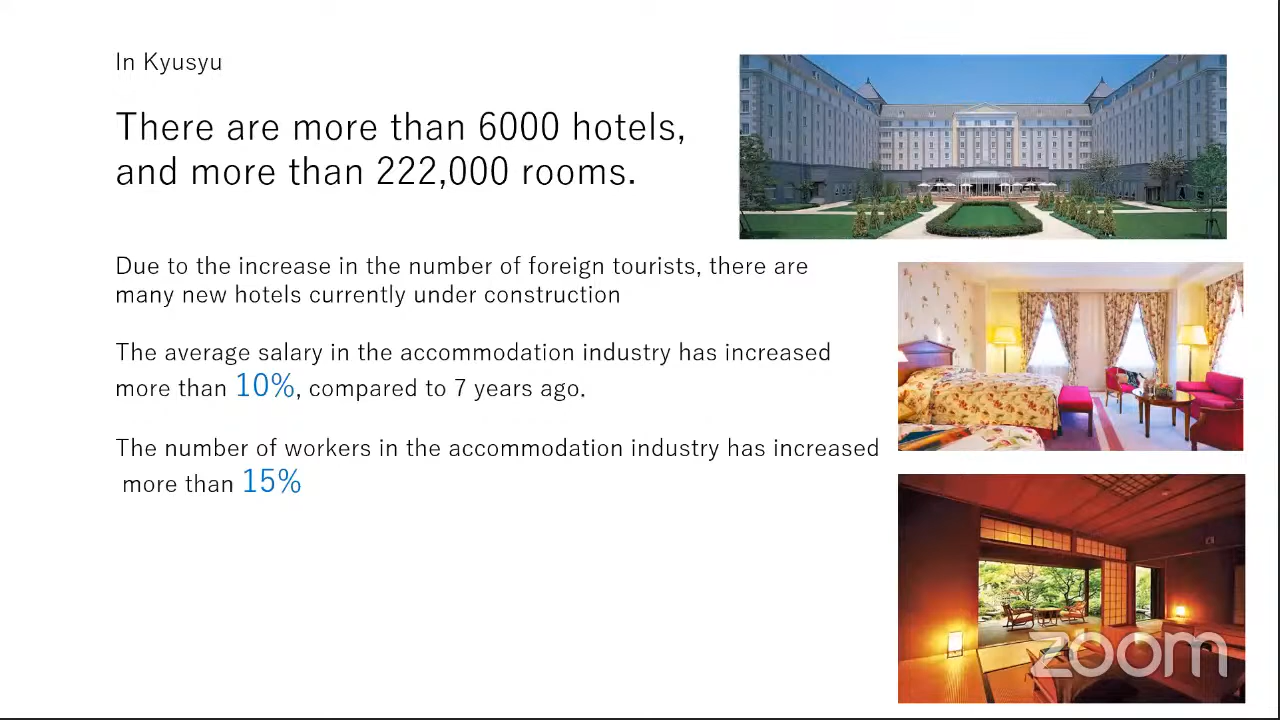 In Kyusyu
There are more than 6000 hotels,
and more than 222,000 rooms.
Due to the increase in the number of foreign tourists, there are
many new hotels currently under construction
The average salary in the accommodation industry has increased
more than 10%, compared to 7 years ago.
The number of workers in the accommodation industry has increased
more than 15%
zoom